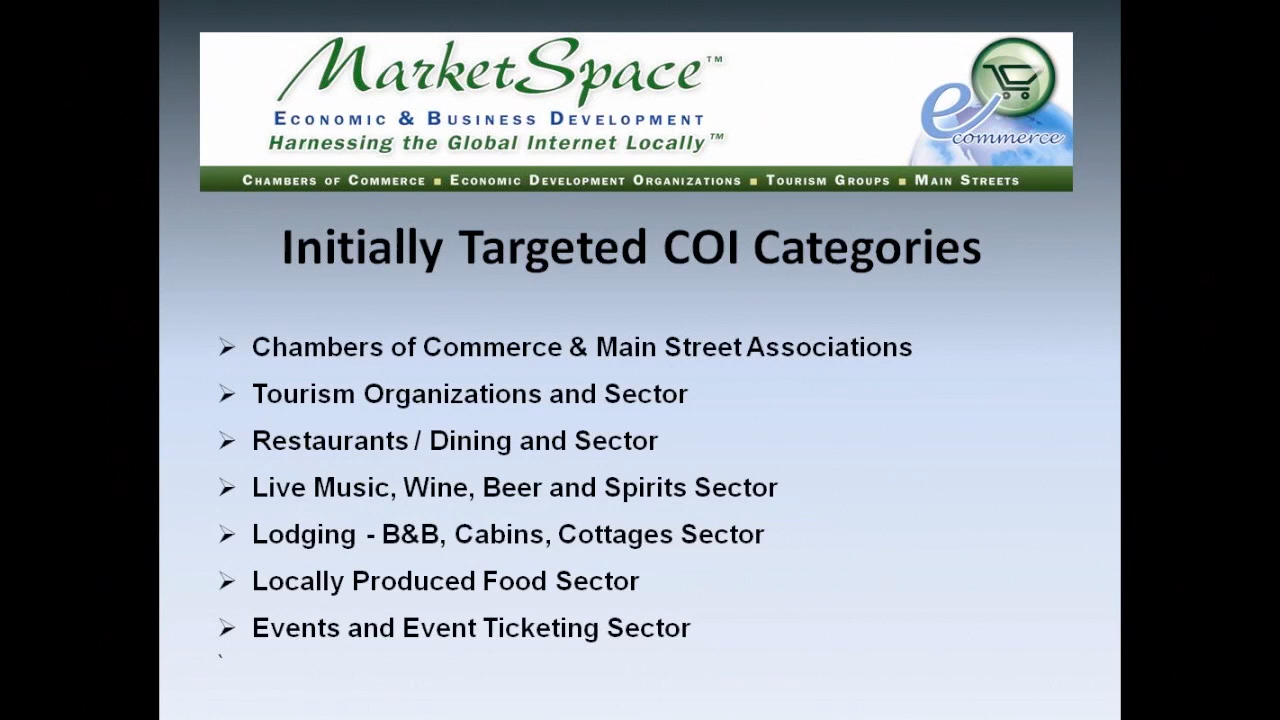 MarketSpace™
Economic & Business Development
Harnessing the Global Internet Locally™
e commerce
Chambers of Commerce ▪ Economic Development Organizations ▪ Tourism Groups ▪ Main Streets
Initially Targeted COI Categories
➢ Chambers of Commerce & Main Street Associations
➢ Tourism Organizations and Sector
➢ Restaurants / Dining and Sector
➢ Live Music, Wine, Beer and Spirits Sector
➢ Lodging - B&B, Cabins, Cottages Sector
➢ Locally Produced Food Sector
➢ Events and Event Ticketing Sector
`